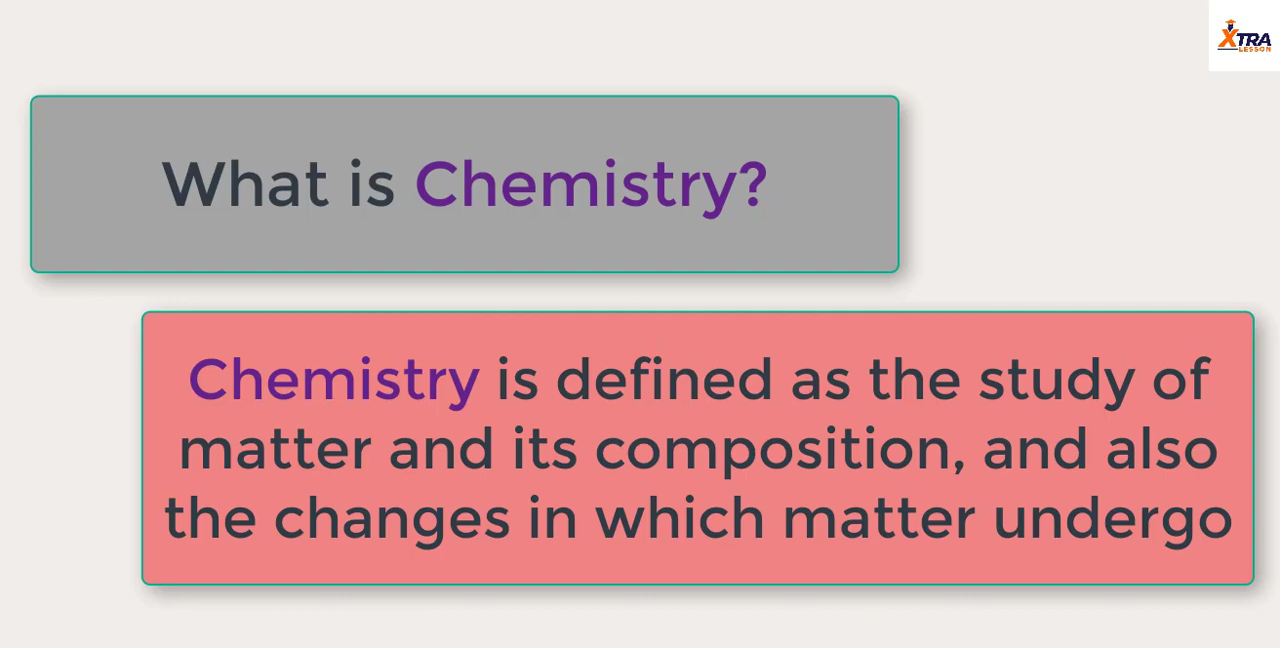 XTRA
LESSON
What is Chemistry?
Chemistry is defined as the study of
matter and its composition, and also
the changes in which matter undergo